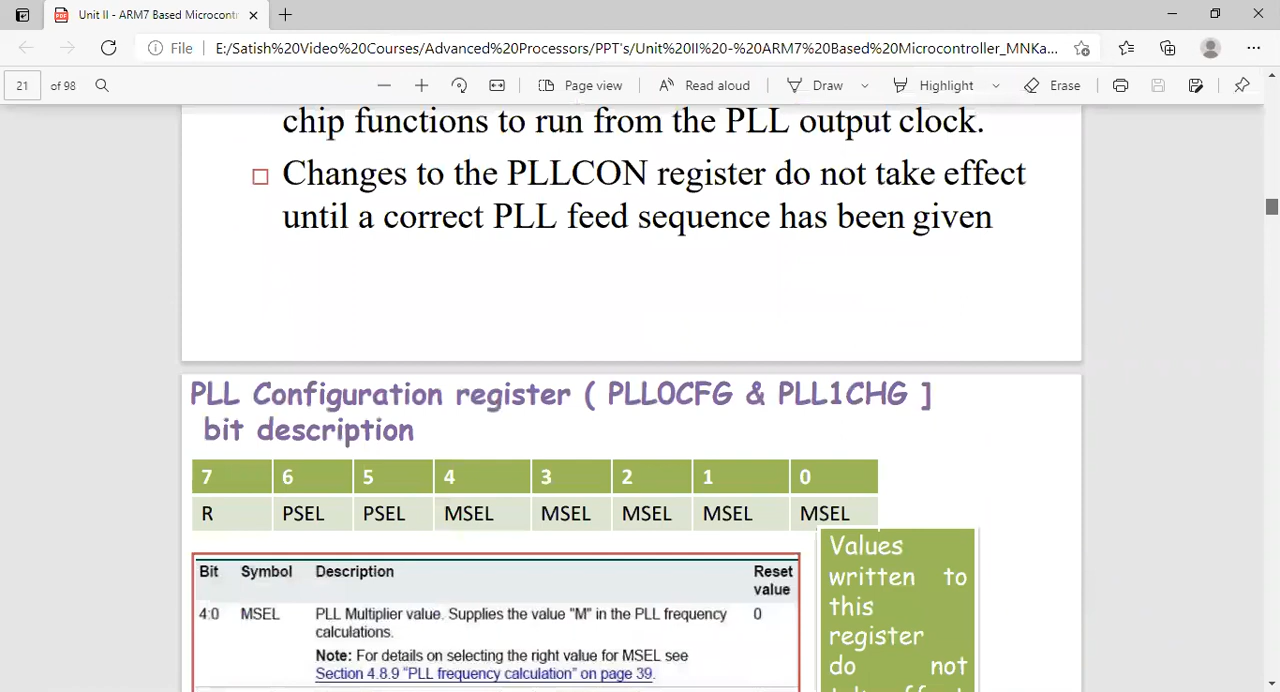 Unit II - ARM7 Based Microcont
File
E:/Satish%20Video%20Courses/Advanced%20Processors/PPT's/Unit%20II%20-%20ARM7%20Based%20Microcontroller_MNKa...
21 of 98
Page view
Read aloud
Draw
Highlight
Erase
chip functions to run from the PLL output clock.
Changes to the PLLCON register do not take effect
until a correct PLL feed sequence has been given
PLL Configuration register ( PLL0CFG & PLL1CHG ]
bit description
7 6 5 4 3 2 1 0
R PSEL PSEL MSEL MSEL MSEL MSEL MSEL
Bit Symbol Description Reset
value
4:0 MSEL PLL Multiplier value. Supplies the value "M" in the PLL frequency 0
calculations.
Note: For details on selecting the right value for MSEL see
Section 4.8.9 "PLL frequency calculation" on page 39.
Values
written to
this
register
do not
take effect